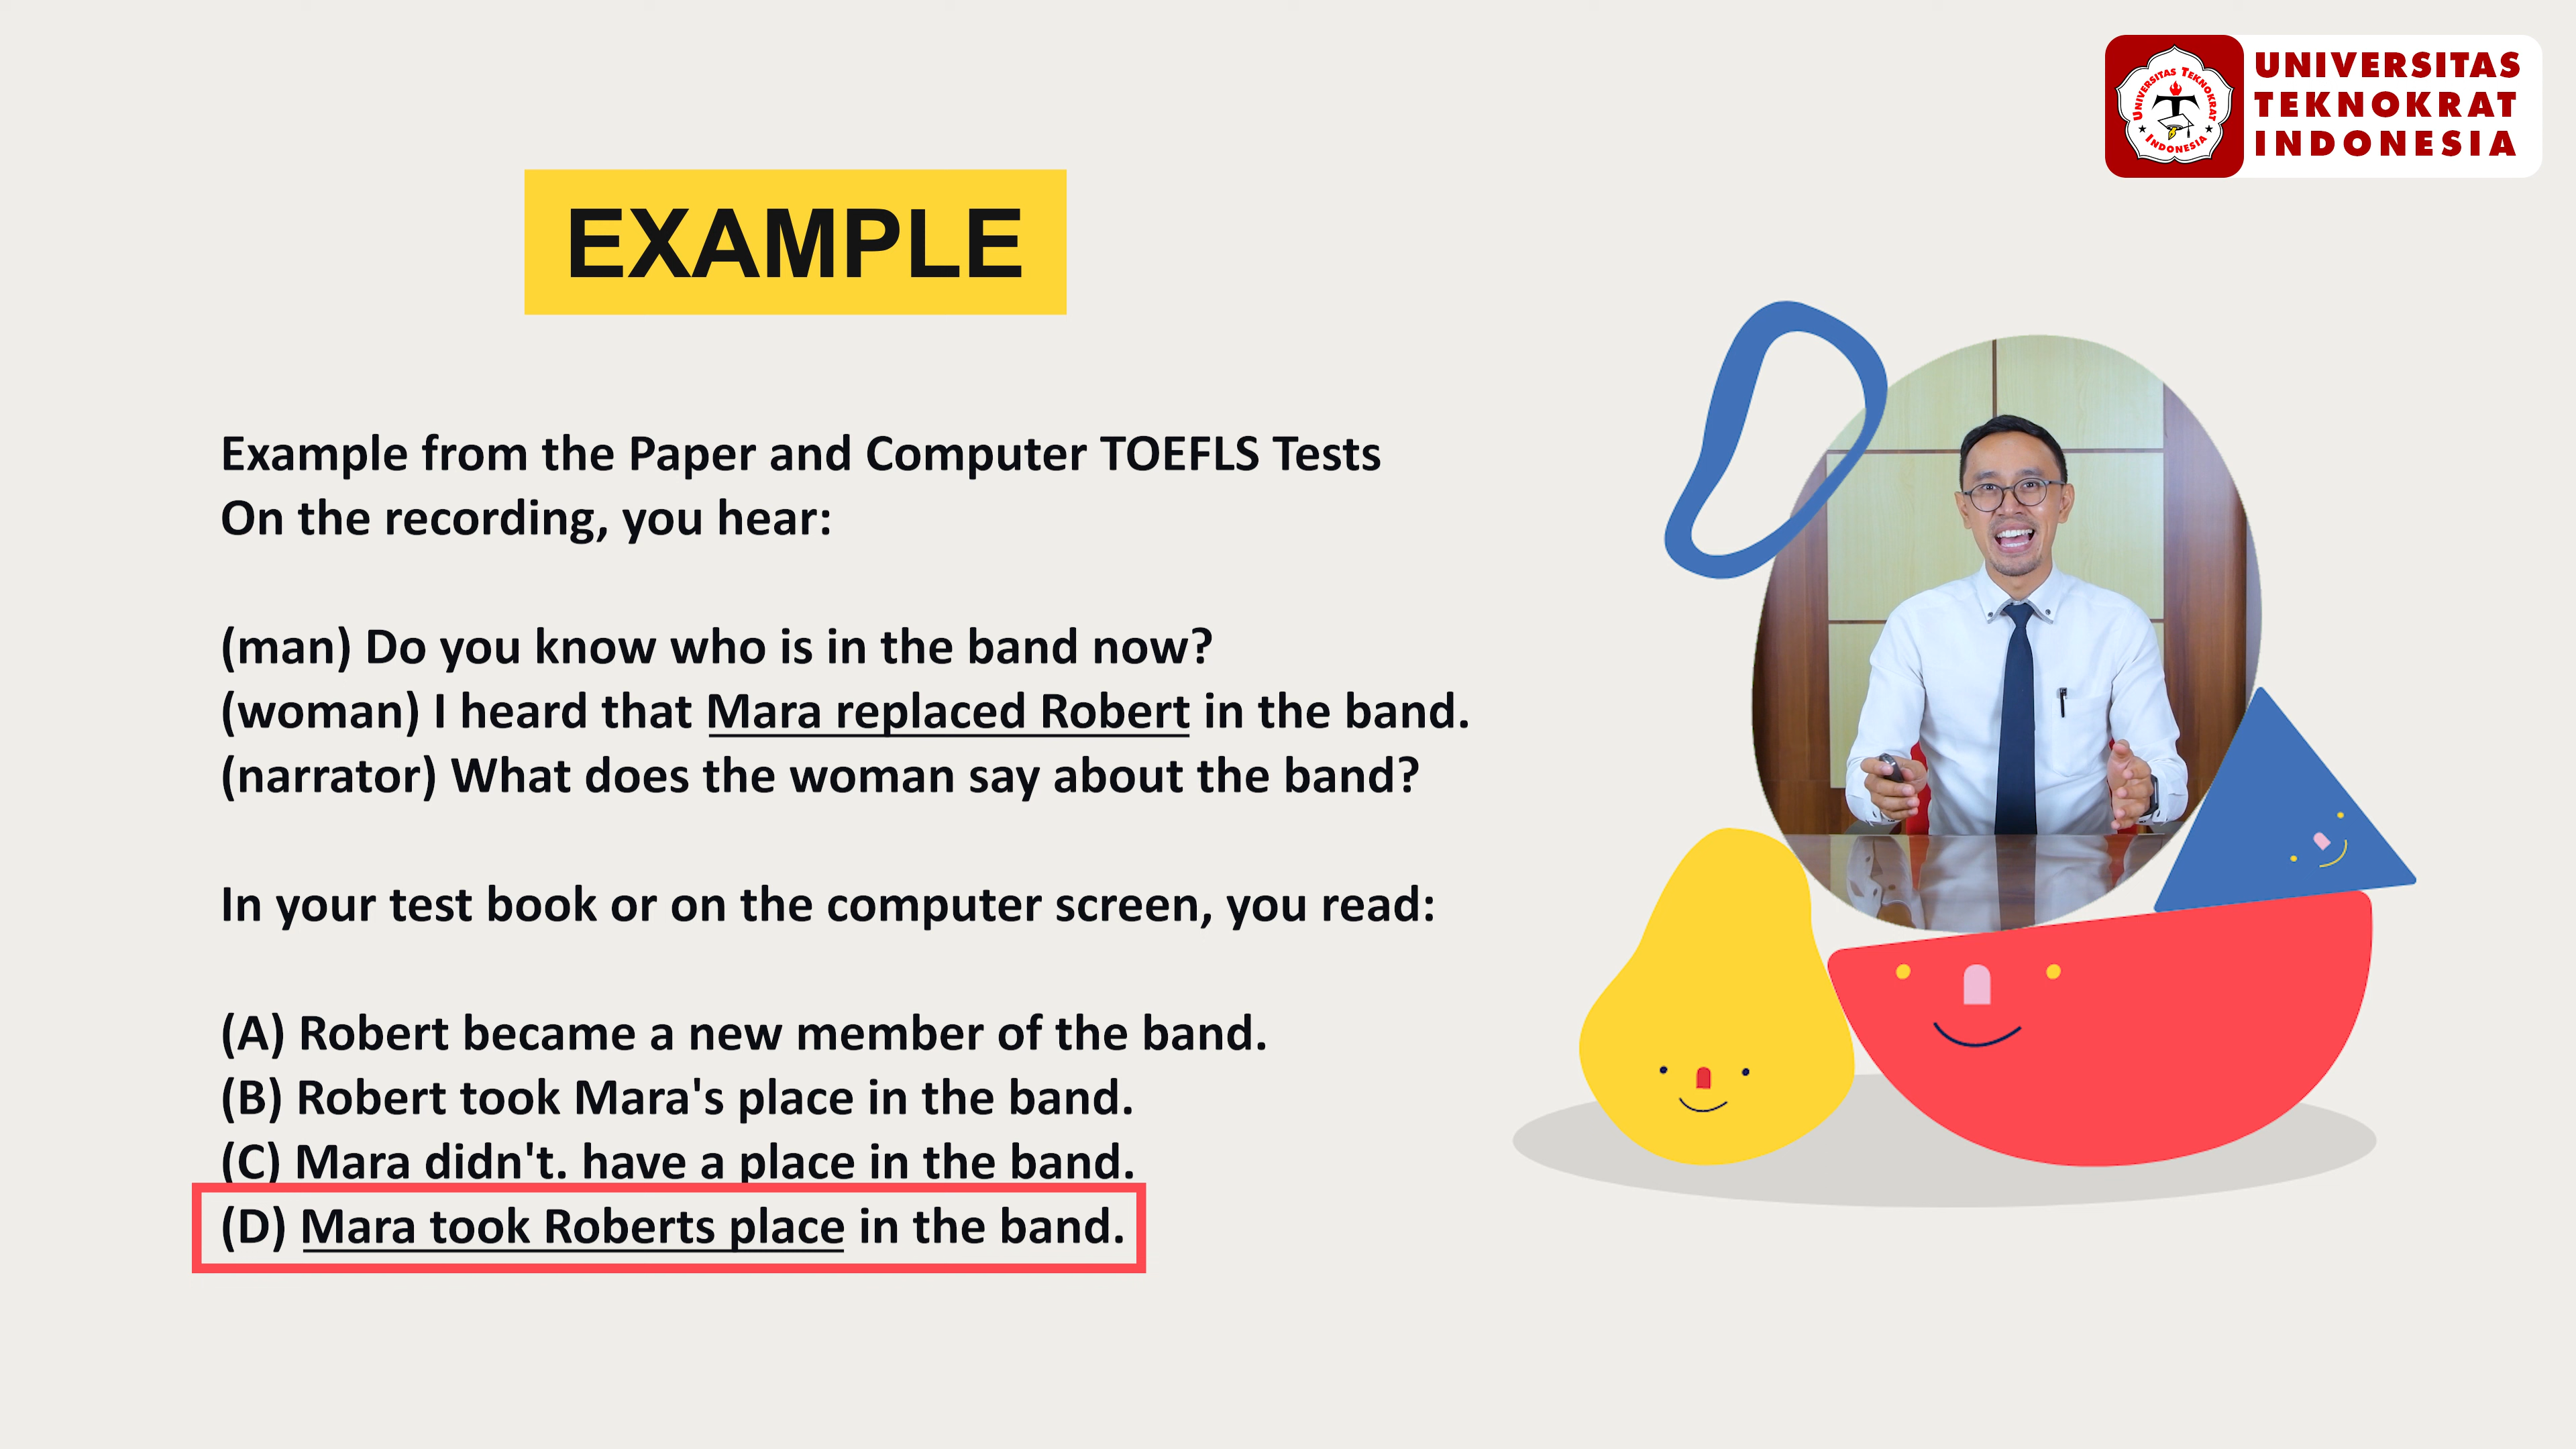 UNIVERSITAS
TEKNOKRAT
INDONESIA
UNIVERSITAS TEKNOKRAT
INDONESIA
EXAMPLE
Example from the Paper and Computer TOEFLS Tests
On the recording, you hear:
(man) Do you know who is in the band now?
(woman) I heard that Mara replaced Robert in the band.
(narrator) What does the woman say about the band?
In your test book or on the computer screen, you read:
(A) Robert became a new member of the band.
(B) Robert took Mara's place in the band.
(C) Mara didn't. have a place in the band.
(D) Mara took Roberts place in the band.